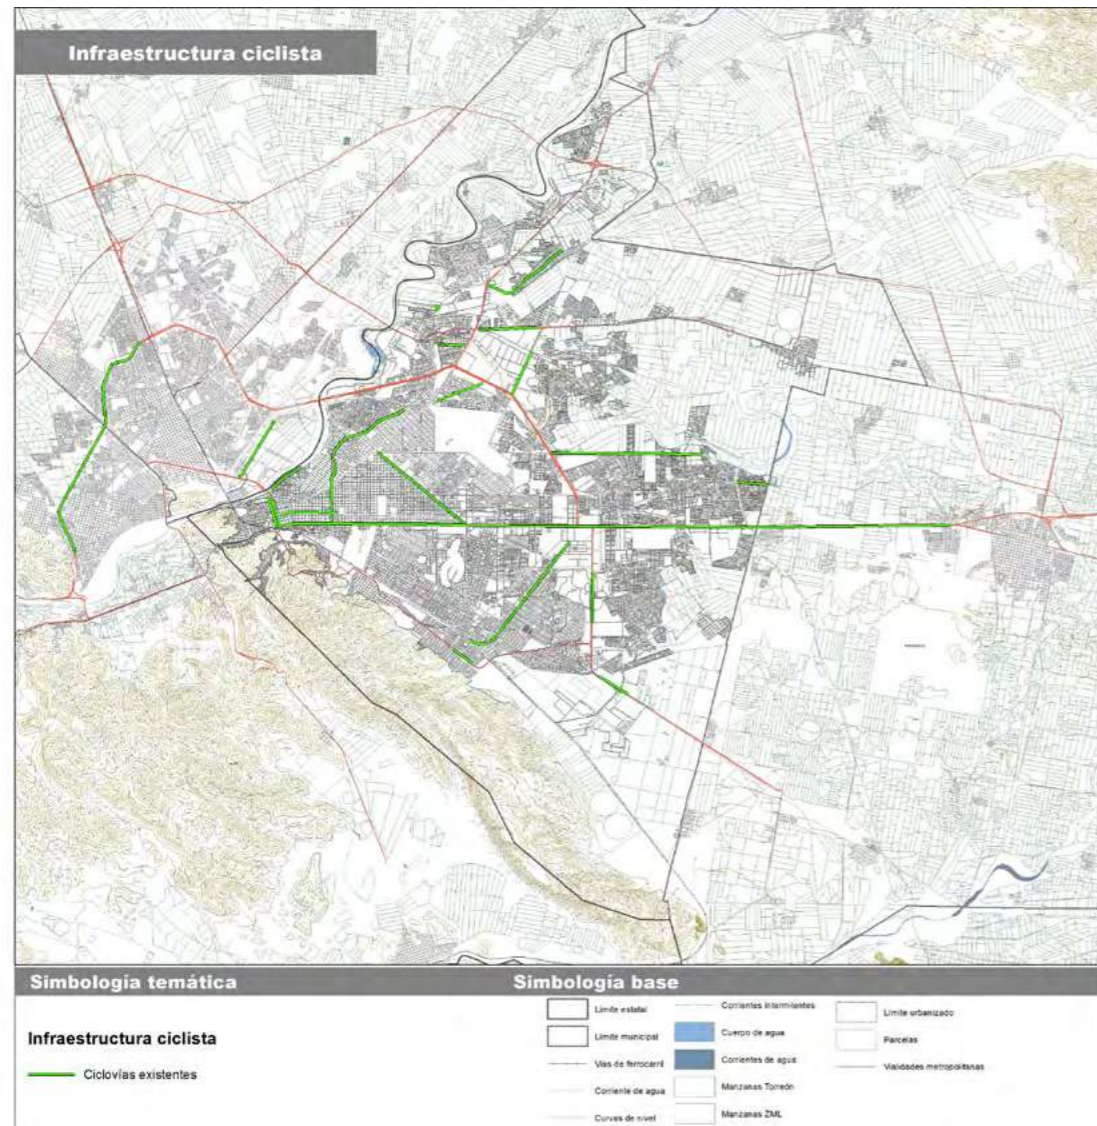 Infraestructura ciclista
Simbología temática
Simbología base
Infraestructura ciclista
Ciclovías existentes
Límite estatal
Límite municipal
Vías de ferrocarril
Corriente de agua
Curvas de nivel
Corrientes intermitentes
Cuerpo de agua
Corrientes de agua
Manzanas Torreón
Manzanas ZML
Límite urbanizado
Parcelas
Vialidades metropolitanas